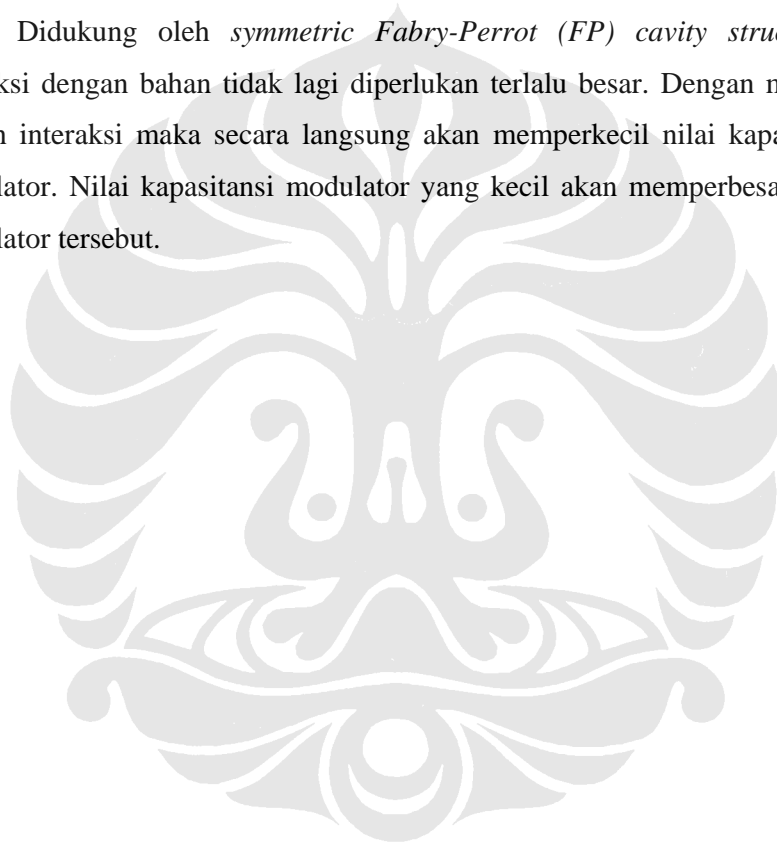 Didukung oleh symmetric Fabry-Perrot (FP) cavity struc
ksi dengan bahan tidak lagi diperlukan terlalu besar. Dengan m
n interaksi maka secara langsung akan memperkecil nilai kapa
lator. Nilai kapasitansi modulator yang kecil akan memperbesa
lator tersebut.